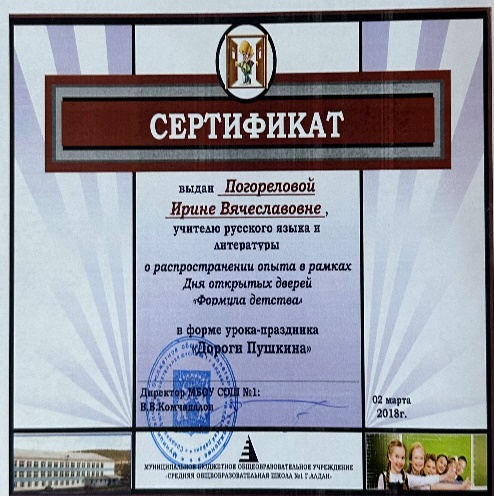 СЕРТИФИКАТ
выдан Погореловой
Ирине Вячеславовне,
учителю русского языка и
литературы
о распространении опыта в рамках
Дня открытых дверей
«Формула детства»
в форме урока-праздника
«Дороги Пушкина»
Директор МБОУ СОШ №1:
В.В.Комчадалов
02 марта
2018г.
МУНИЦИПАЛЬНОЕ БЮДЖЕТНОЕ ОБЩЕОБРАЗОВАТЕЛЬНОЕ УЧРЕЖДЕНИЕ
«СРЕДНЯЯ ОБЩЕОБРАЗОВАТЕЛЬНАЯ ШКОЛА №1 Г АЛДАН»